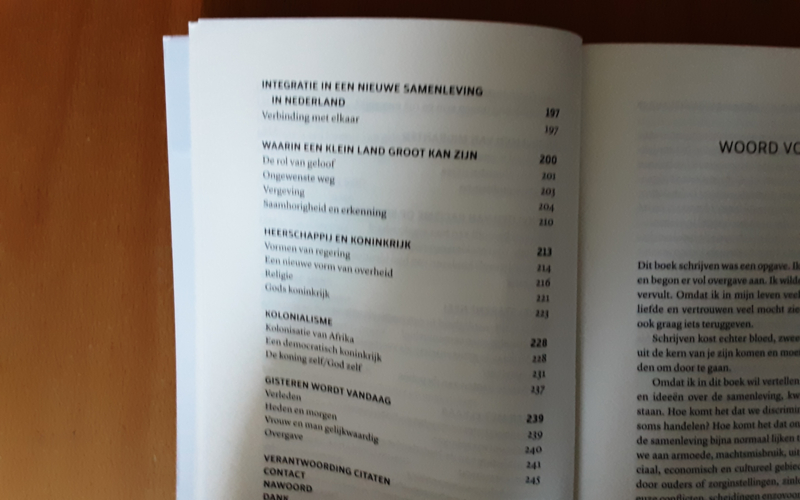 INTEGRATIE IN EEN NIEUWE SAMENLEVING
IN NEDERLAND 197
Verbinding met elkaar 197
WAARIN EEN KLEIN LAND GROOT KAN ZIJN 200
De rol van geloof 201
Ongewenste weg 203
Vergeving 204
Saamhorigheid en erkenning 210
HEERSCHAPPIJ EN KONINKRIJK 213
Vormen van regering 214
Een nieuwe vorm van overheid 216
Religie 221
Gods koninkrijk 223
KOLONIALISME 228
Kolonisatie van Afrika 228
Een democratisch koninkrijk 231
De koning zelf/God zelf 237
GISTEREN WORDT VANDAAG 239
Verleden 239
Heden en morgen 240
Vrouw en man gelijkwaardig 241
Overgave 245
VERANTWOORDING CITATEN
CONTACT
NAWOORD
DANK
WOORD VO
Dit boek schrijven was een opgave. Ik
en begon er vol overgave aan. Ik wild
vervult. Omdat ik in mijn leven veel
liefde en vertrouwen veel mocht zie
ook graag iets teruggeven.
Schrijven kost echter bloed, zwee
uit de kern van je zijn komen en moe
den om door te gaan.
Omdat ik in dit boek wil vertellen
en ideeën over de samenleving, kw
staan. Hoe komt het dat we discrimi
soms handelen? Hoe komt het dat on
de samenleving bijna normaal lijken t
we aan armoede, machtsmisbruik, uit
ciaal, economisch en cultureel gebied
door ouders of zorginstellingen, zinl